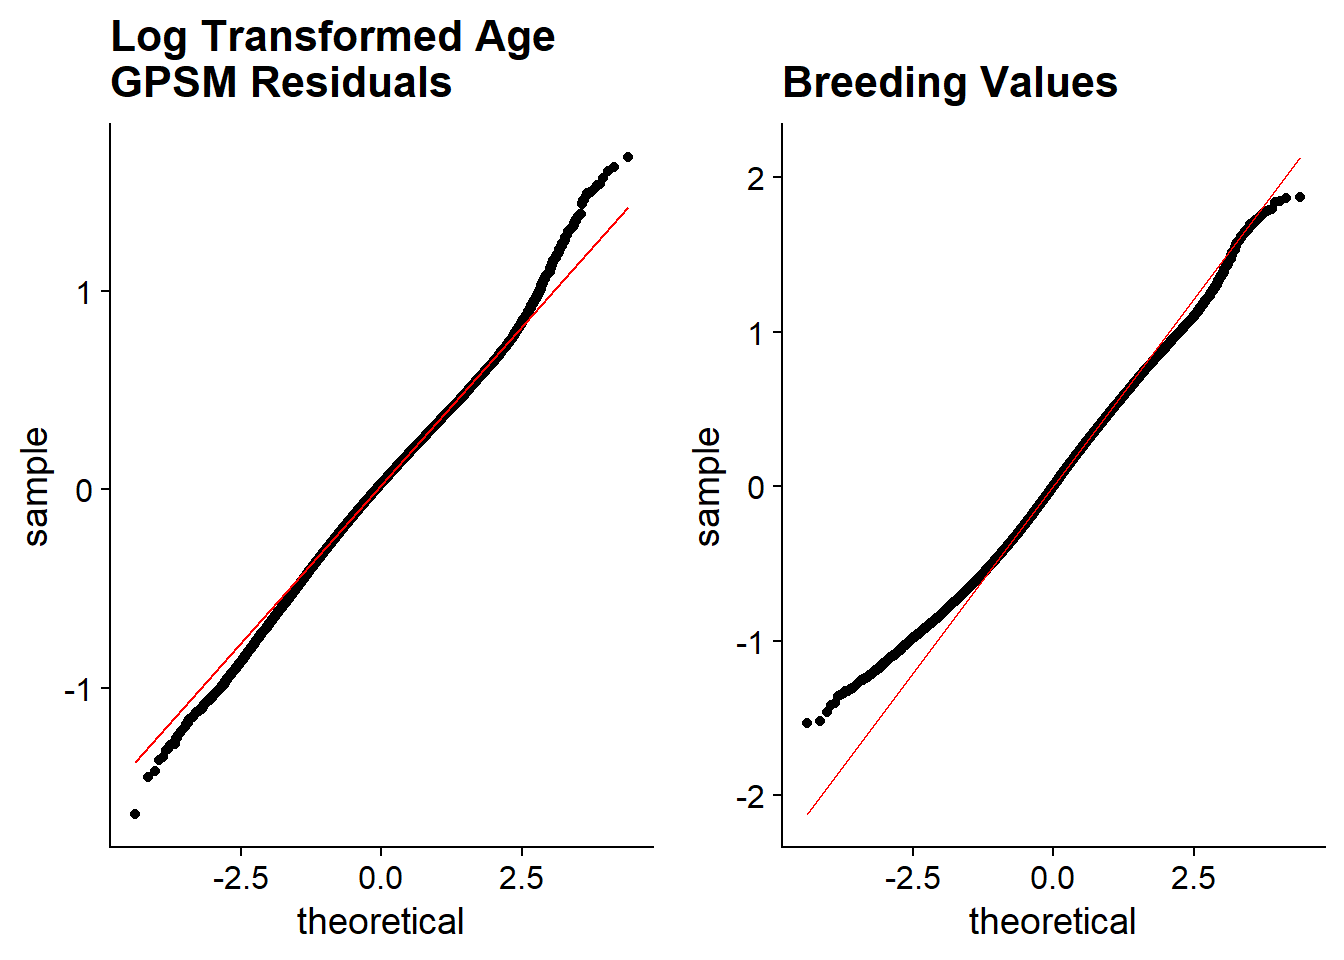 Log Transformed Age
GPSM Residuals
sample
1
0
-1
-2.5
0.0
2.5
theoretical
Breeding Values
sample
2
1
0
-1
-2
-2.5
0.0
2.5
theoretical